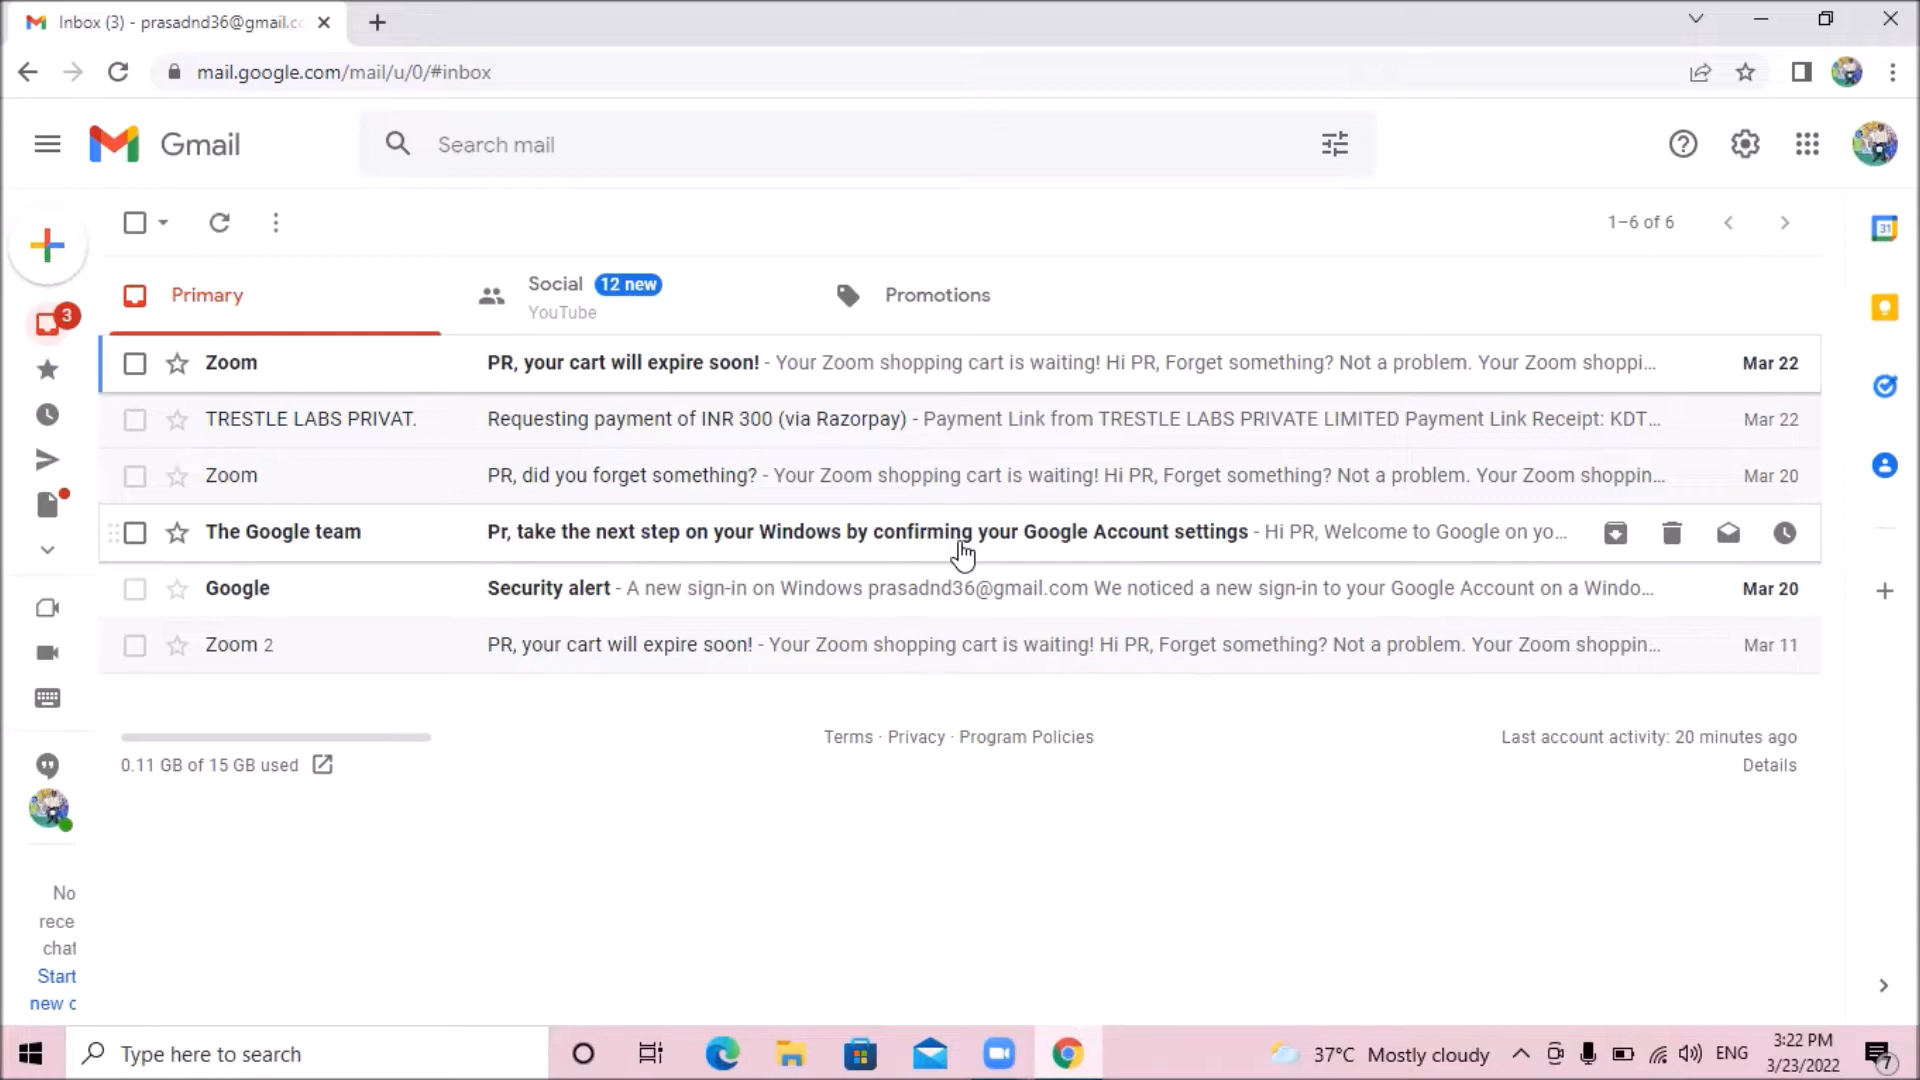 Inbox (3) - prasadnd36@gmail.c
mail.google.com/mail/u/0/#inbox
Gmail
Search mail
1–6 of 6
Primary
Social 12 new
YouTube
Promotions
3
Zoom PR, your cart will expire soon! - Your Zoom shopping cart is waiting! Hi PR, Forget something? Not a problem. Your Zoom shoppi... Mar 22
TRESTLE LABS PRIVAT. Requesting payment of INR 300 (via Razorpay) - Payment Link from TRESTLE LABS PRIVATE LIMITED Payment Link Receipt: KDT... Mar 22
Zoom PR, did you forget something? - Your Zoom shopping cart is waiting! Hi PR, Forget something? Not a problem. Your Zoom shoppin... Mar 20
The Google team Pr, take the next step on your Windows by confirming your Google Account settings - Hi PR, Welcome to Google on yo...
Google Security alert - A new sign-in on Windows prasadnd36@gmail.com We noticed a new sign-in to your Google Account on a Windo... Mar 20
Zoom 2 PR, your cart will expire soon! - Your Zoom shopping cart is waiting! Hi PR, Forget something? Not a problem. Your Zoom shoppin... Mar 11
Terms · Privacy · Program Policies
Last account activity: 20 minutes ago
0.11 GB of 15 GB used
Details
31
No
rece
chat
Start
new c
Type here to search
37°C Mostly cloudy
ENG
3:22 PM
3/23/2022
7